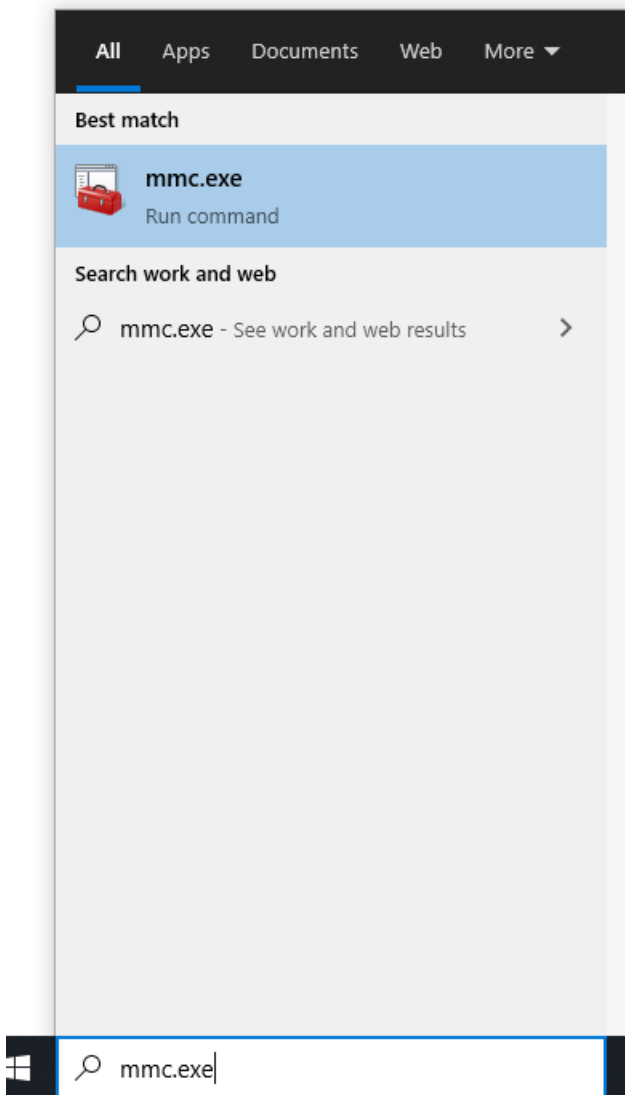 All Apps Documents Web More
Best match
mmc.exe
Run command
Search work and web
mmc.exe - See work and web results
mmc.exe